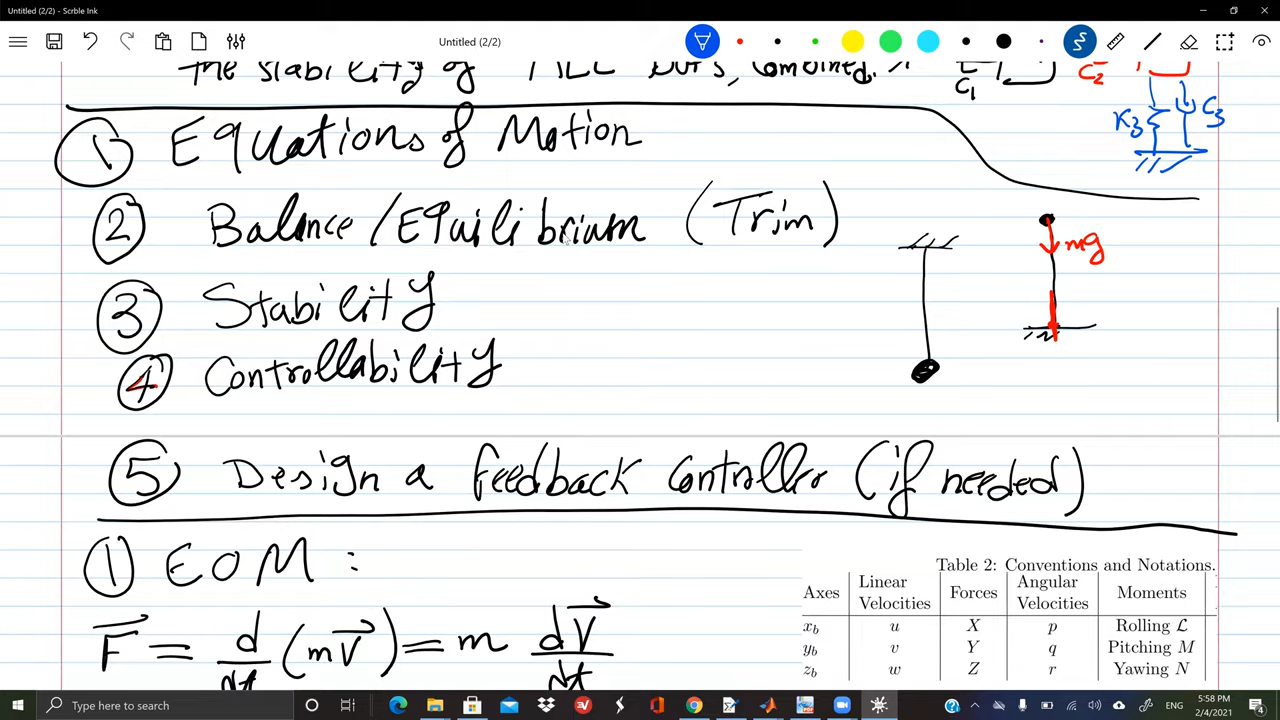 Untitled (2/2) - Scrble Ink
Untitled (2/2)
the stability of
combined
C1
C2
K3
C3
1 Equations of Motion
2 Balance / Equilibrium (Trim)
mg
3 Stability
4 Controllability
5 Design a feedback controller (if needed)
1 EOM :
F = d/dt (mV) = m dV/dt
Table 2: Conventions and Notations.
Axes Linear Velocities Forces Angular Velocities Moments
xb u X p Rolling L
yb v Y q Pitching M
zb w Z r Yawing N
Type here to search
ENG
5:58 PM
2/4/2021
4